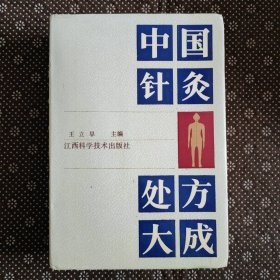 中国
针灸
处方
大成
王立早 主编
江西科学技术出版社